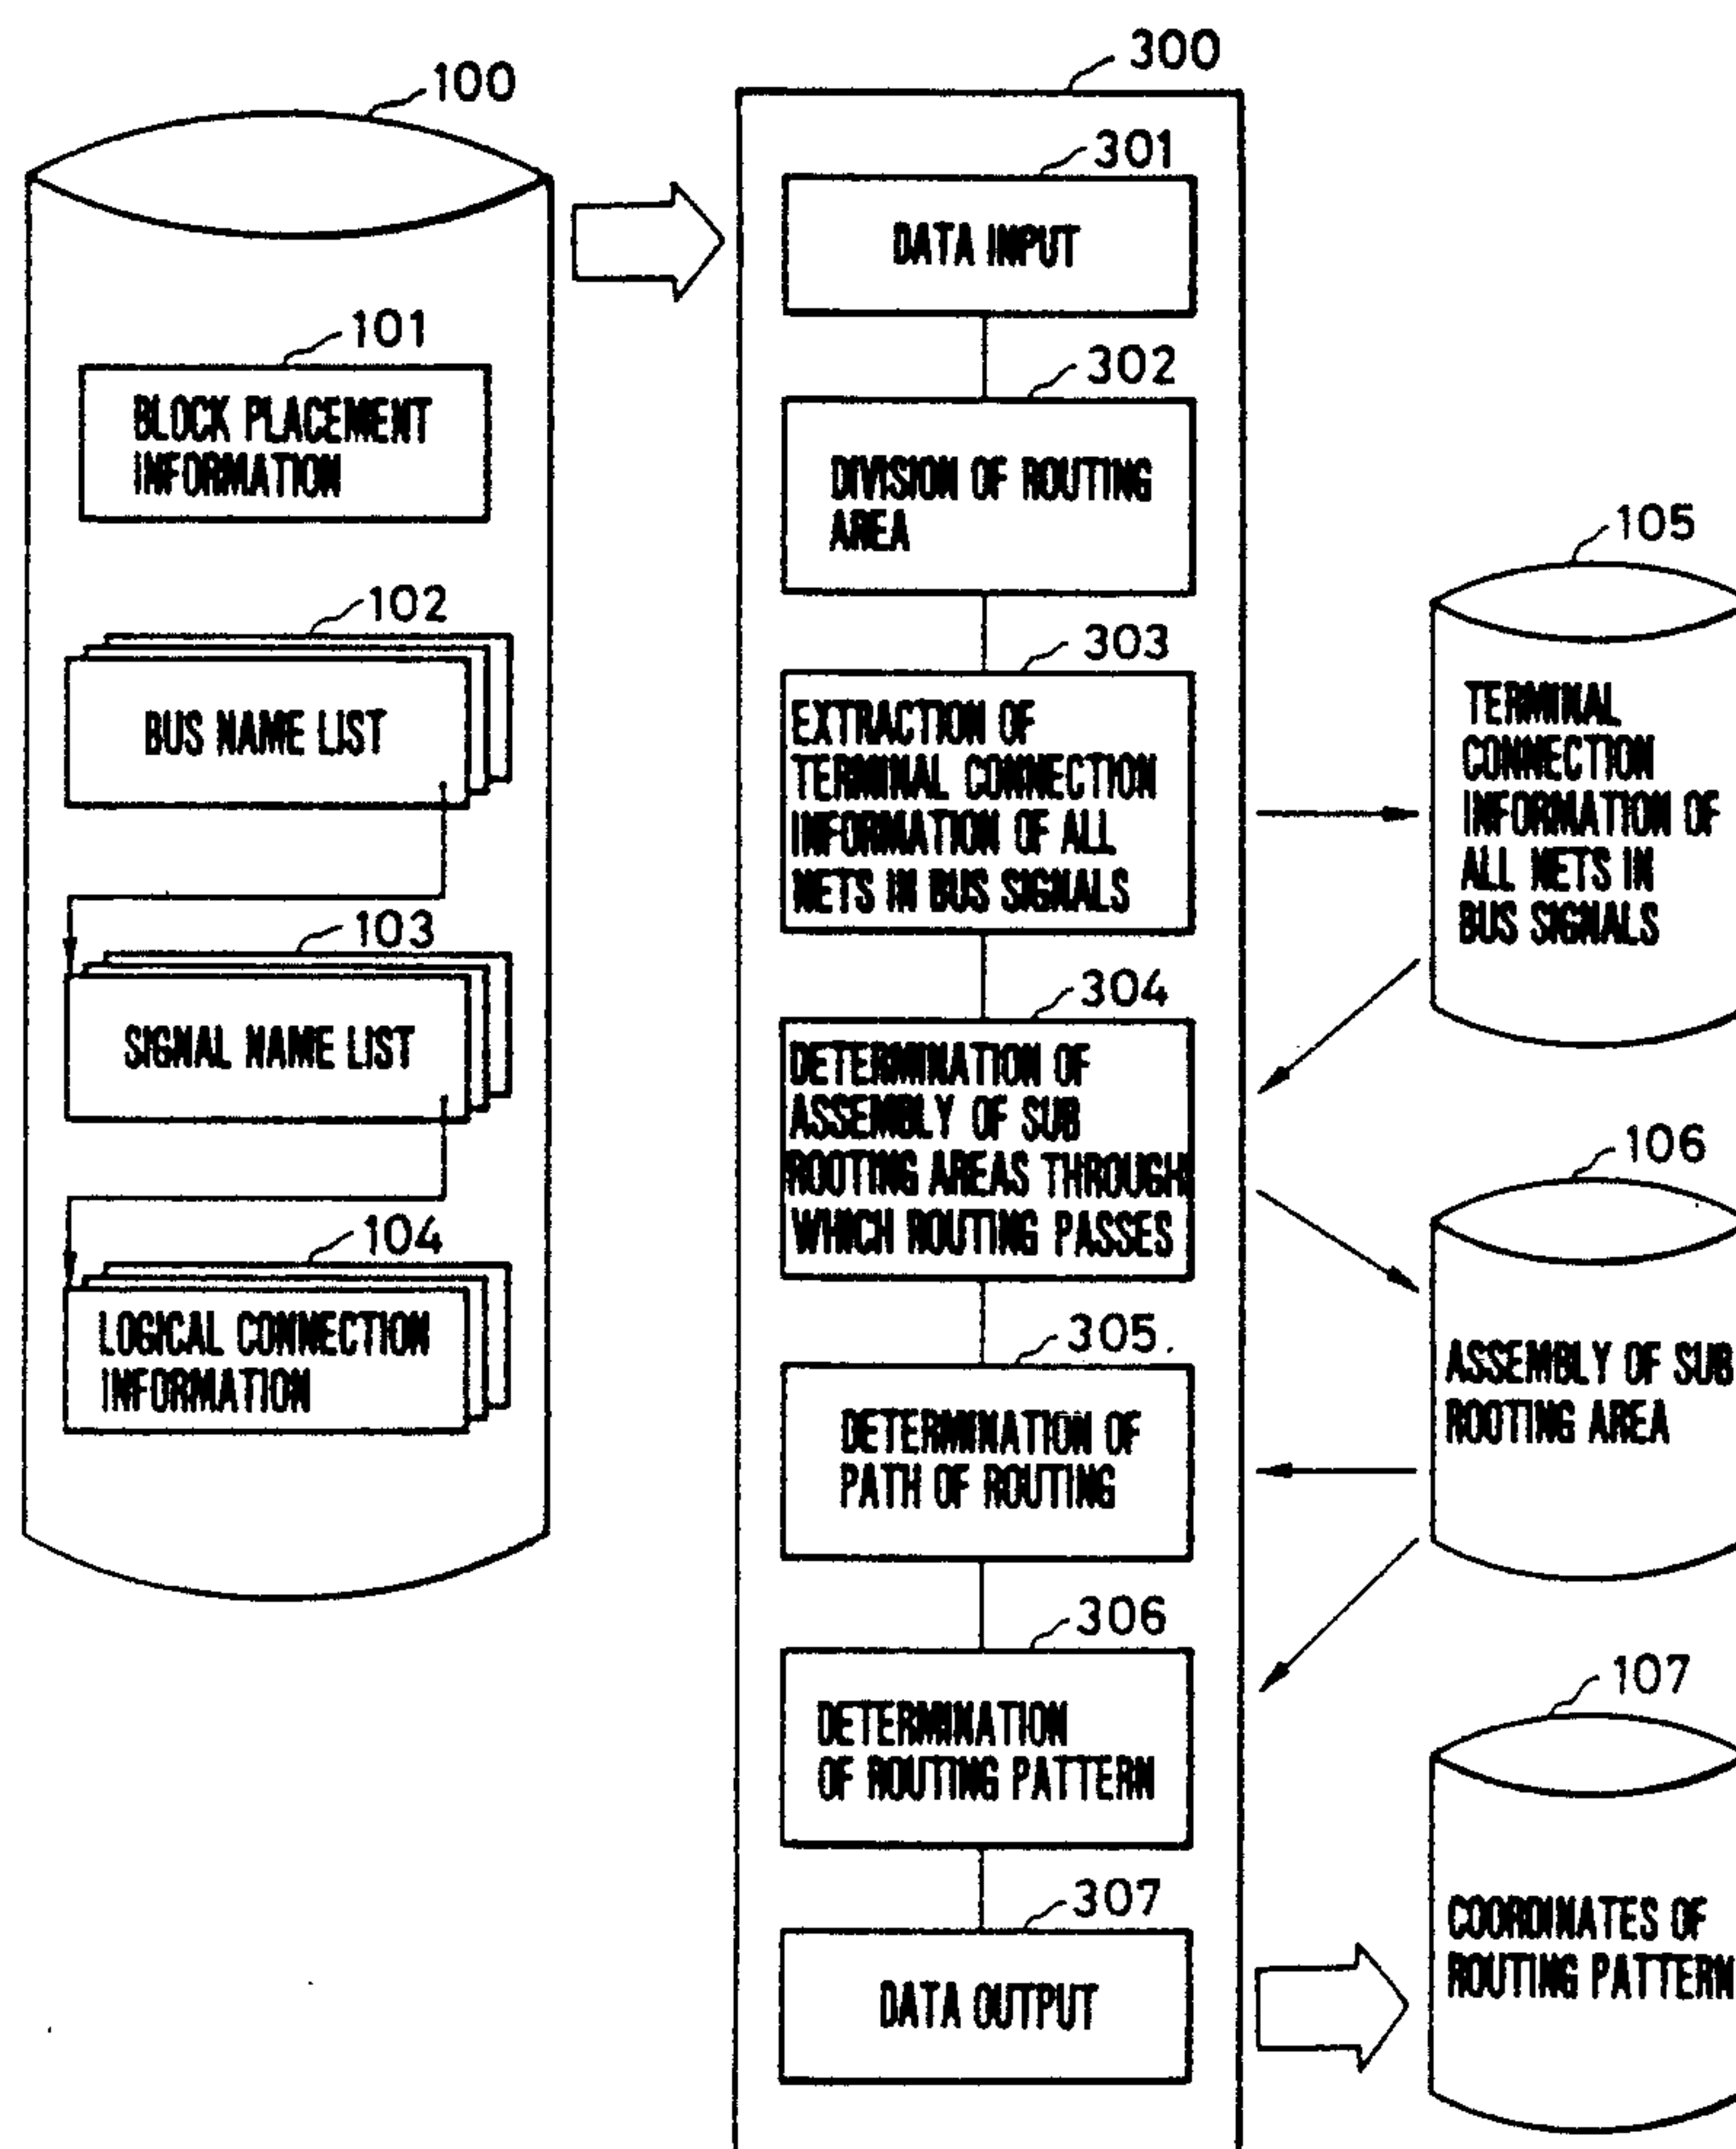 100
101
BLOCK PLACEMENT
INFORMATION
102
BUS NAME LIST
103
SIGNAL NAME LIST
104
LOGICAL CONNECTION
INFORMATION
300
301
DATA INPUT
302
DIVISION OF ROUTING
AREA
303
EXTRACTION OF
TERMINAL CONNECTION
INFORMATION OF ALL
NETS IN BUS SIGNALS
304
DETERMINATION OF
ASSEMBLY OF SUB
ROOTING AREAS THROUGH
WHICH ROUTING PASSES
305
DETERMINATION OF
PATH OF ROUTING
306
DETERMINATION
OF ROUTING PATTERN
307
DATA OUTPUT
105
TERMINAL
CONNECTION
INFORMATION OF
ALL NETS IN
BUS SIGNALS
106
ASSEMBLY OF SUB
ROOTING AREA
107
COORDINATES OF
ROUTING PATTERN